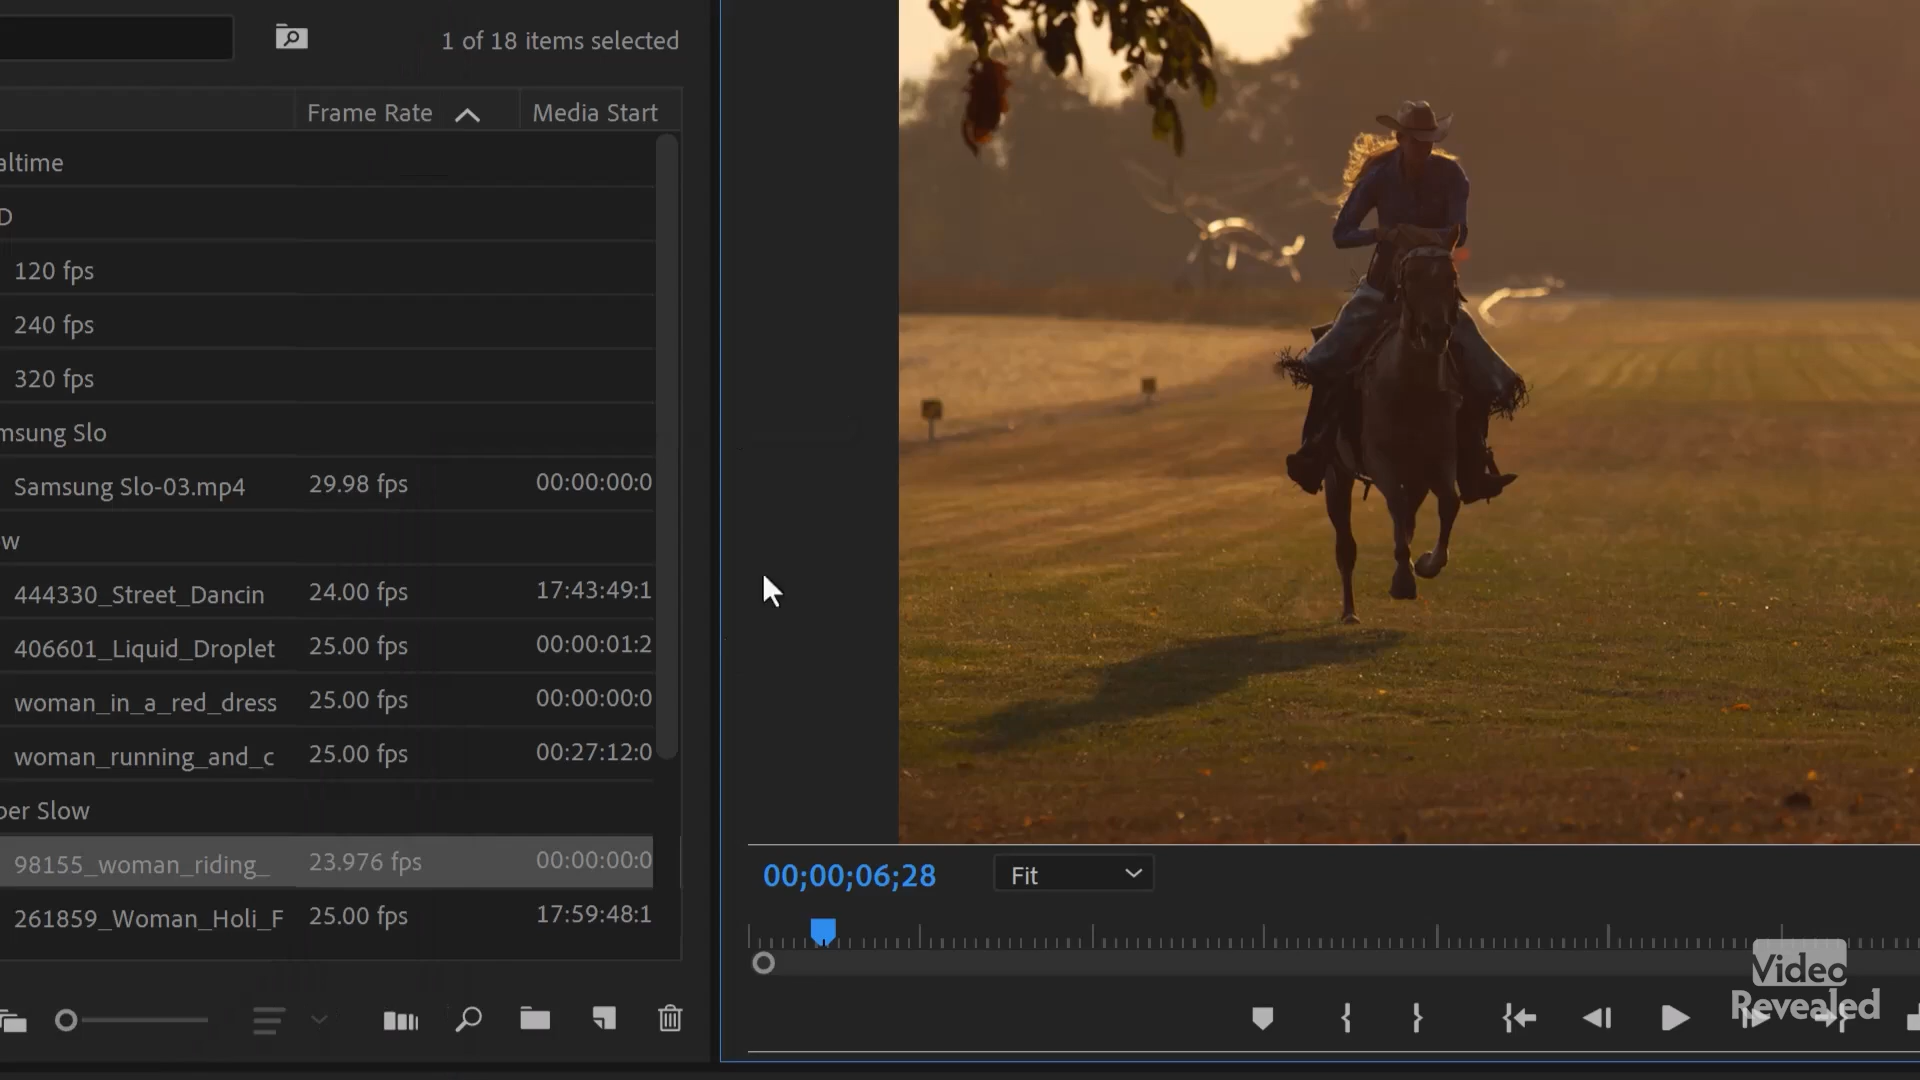 1 of 18 items selected
Frame Rate Media Start
altime
D
120 fps
240 fps
320 fps
msung Slo
Samsung Slo-03.mp4 29.98 fps 00:00:00:0
w
444330_Street_Dancin 24.00 fps 17:43:49:1
406601_Liquid_Droplet 25.00 fps 00:00:01:2
woman_in_a_red_dress 25.00 fps 00:00:00:0
woman_running_and_c 25.00 fps 00:27:12:0
per Slow
98155_woman_riding_ 23.976 fps 00:00:00:0
261859_Woman_Holi_F 25.00 fps 17:59:48:1
00;00;06;28 Fit
Video
Revealed